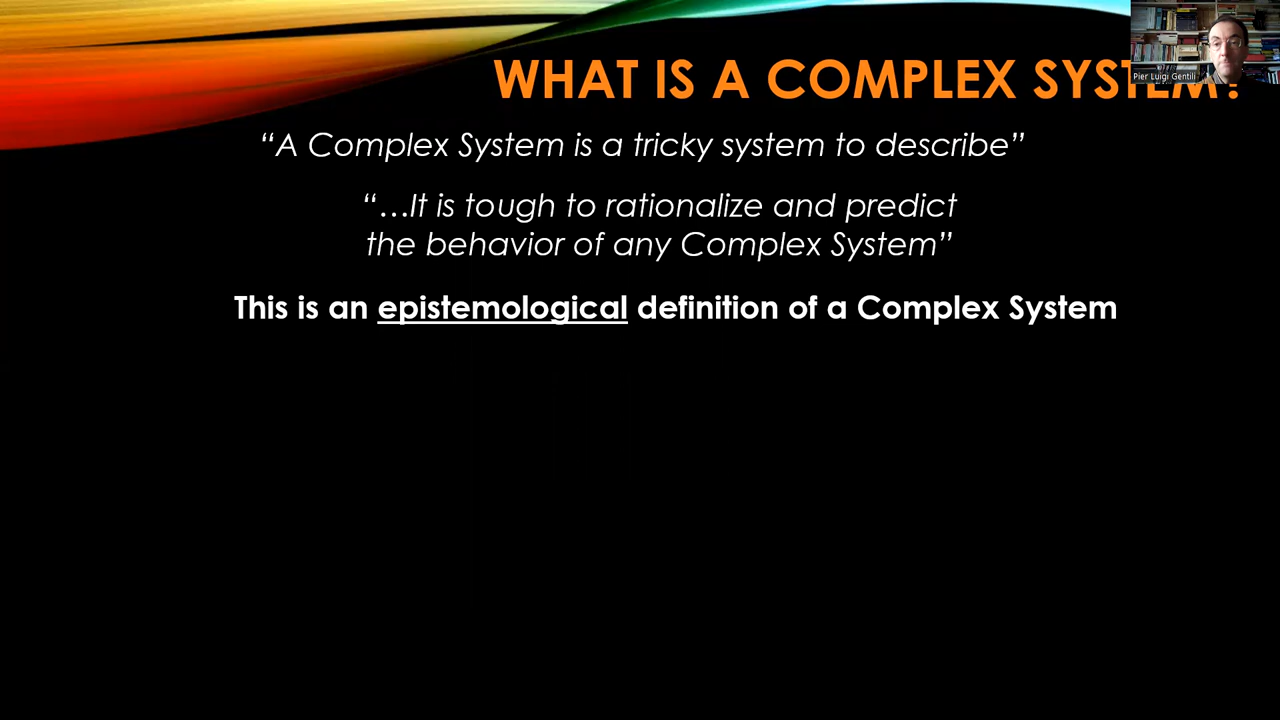 WHAT IS A COMPLEX SYSTEM?
Pier Luigi Gentili
“A Complex System is a tricky system to describe”
“…It is tough to rationalize and predict
the behavior of any Complex System”
This is an epistemological definition of a Complex System